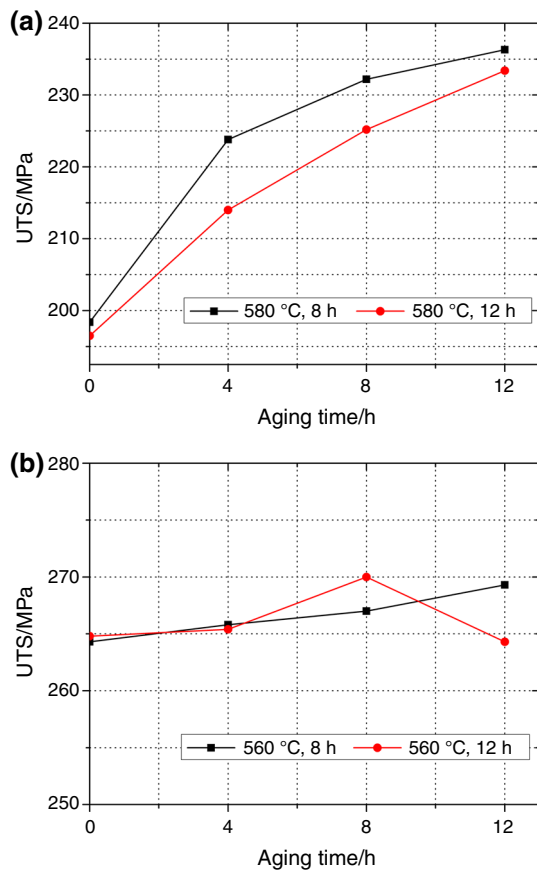 (a)
240
230
220
210
200
UTS/MPa
580 °C, 8 h 580 °C, 12 h
0 4 8 12
Aging time/h
(b)
280
270
260
250
UTS/MPa
560 °C, 8 h 560 °C, 12 h
0 4 8 12
Aging time/h